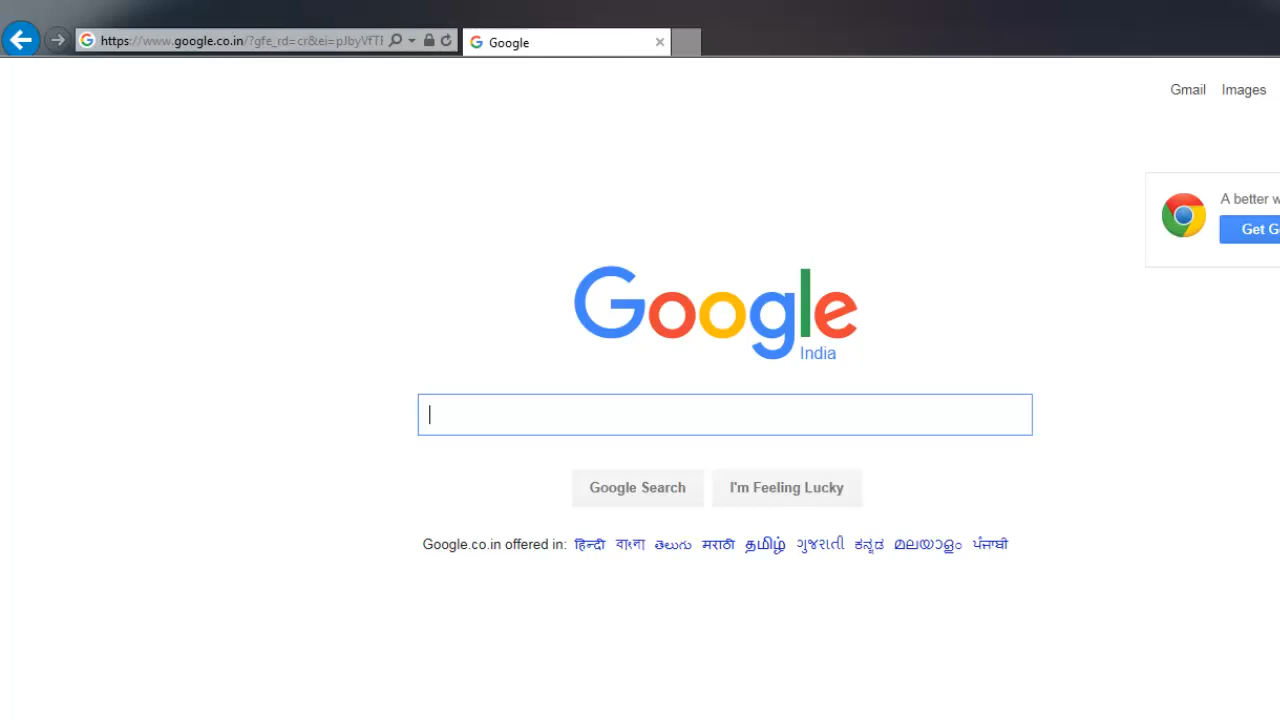 https://www.google.co.in/?gfe_rd=cr&ei=pJbyVfTI
Google
Gmail Images
A better w
Get G
Google
India
Google Search I'm Feeling Lucky
Google.co.in offered in: हिन्दी বাংলা తెలుగు मराठी தமிழ் ગુજરાતી ಕನ್ನಡ മലയാളം ਪੰਜਾਬੀ